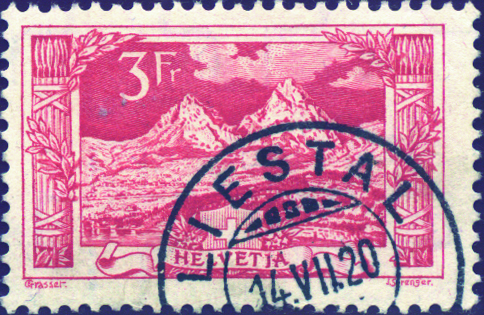 3Fr
LIESTAL
HELVETIA
14.VII.20
Grasset.
J.Sprenger.